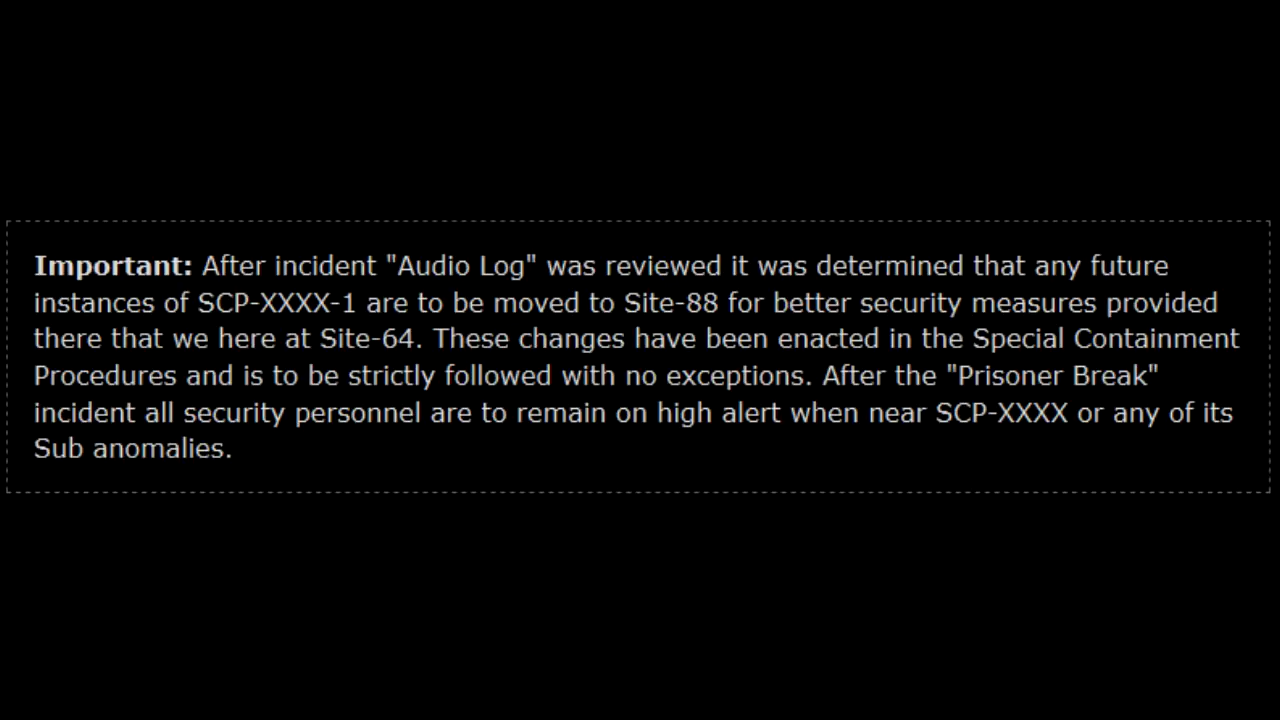 Important: After incident "Audio Log" was reviewed it was determined that any future
instances of SCP-XXXX-1 are to be moved to Site-88 for better security measures provided
there that we here at Site-64. These changes have been enacted in the Special Containment
Procedures and is to be strictly followed with no exceptions. After the "Prisoner Break"
incident all security personnel are to remain on high alert when near SCP-XXXX or any of its
Sub anomalies.